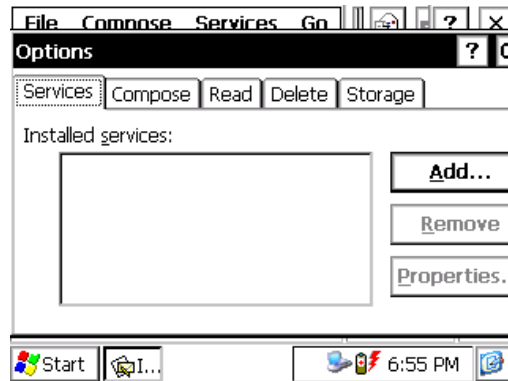 File Compose Services Go ? X
Options ?
Services Compose Read Delete Storage
Installed services:
Add...
Remove
Properties.
Start I... 6:55 PM